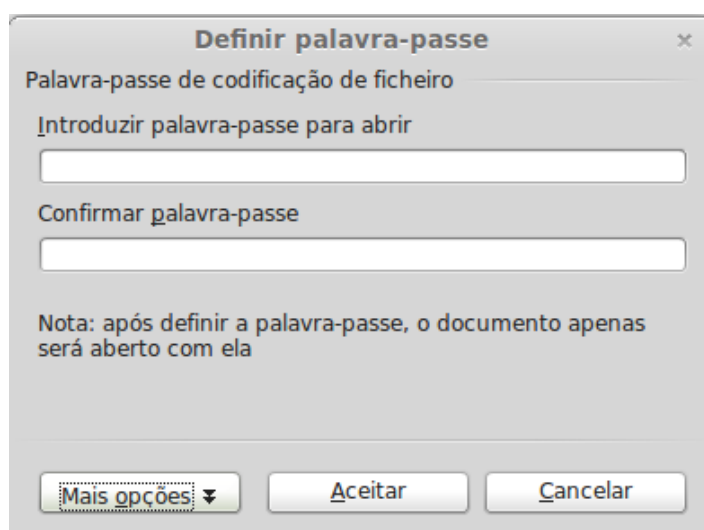 Definir palavra-passe
Palavra-passe de codificação de ficheiro
Introduzir palavra-passe para abrir
Confirmar palavra-passe
Nota: após definir a palavra-passe, o documento apenas
será aberto com ela
Mais opções
Aceitar
Cancelar